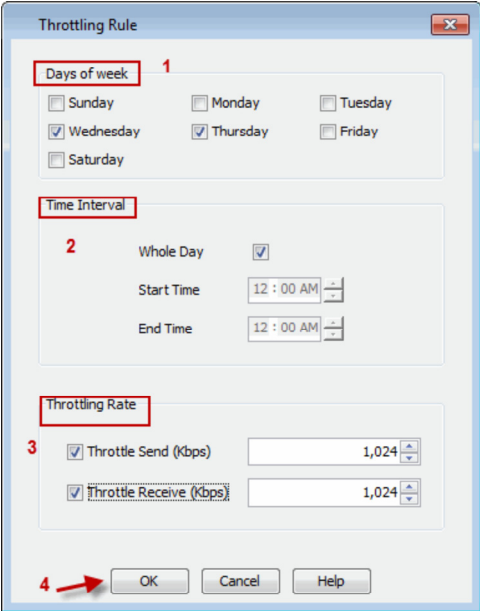 Throttling Rule
Days of week 1
Sunday Monday Tuesday
Wednesday Thursday Friday
Saturday
Time Interval
2
Whole Day
Start Time 12 : 00 AM
End Time 12 : 00 AM
Throttling Rate
3
Throttle Send (Kbps) 1,024
Throttle Receive (Kbps) 1,024
4 OK Cancel Help